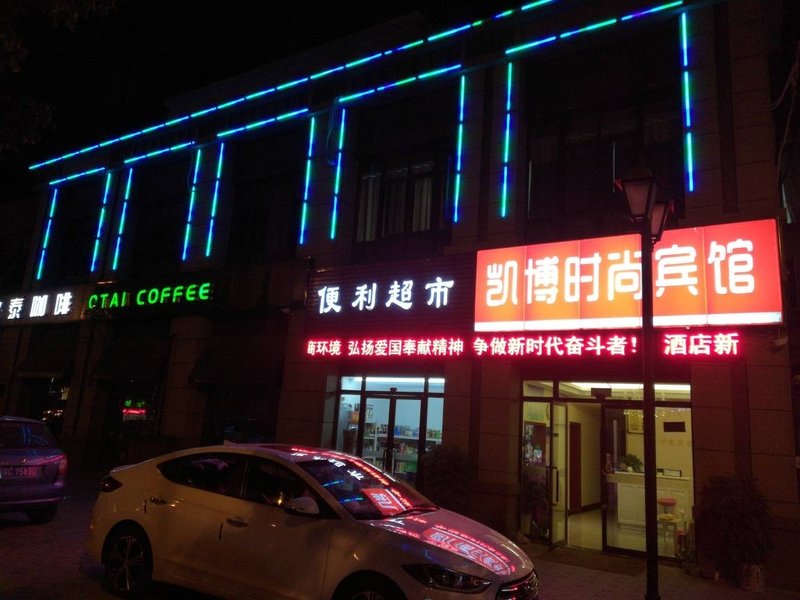 凯博时尚宾馆
便利超市
泰咖啡
OTAI COFFEE
商环境 弘扬爱国奉献精神 争做新时代奋斗者! 酒店新